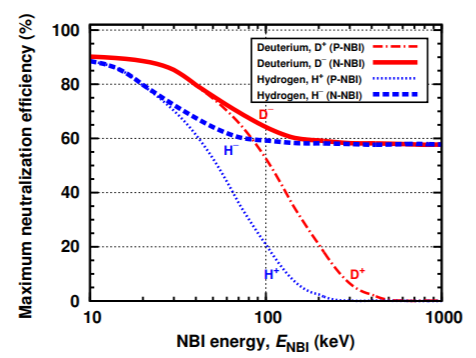 Maximum neutralization efficiency (%)
100
80
60
40
20
0
Deuterium, D⁺ (P-NBI)
Deuterium, D⁻ (N-NBI)
Hydrogen, H⁺ (P-NBI)
Hydrogen, H⁻ (N-NBI)
D⁻
H⁻
H⁺
D⁺
10
100
1000
NBI energy, E_NBI (keV)